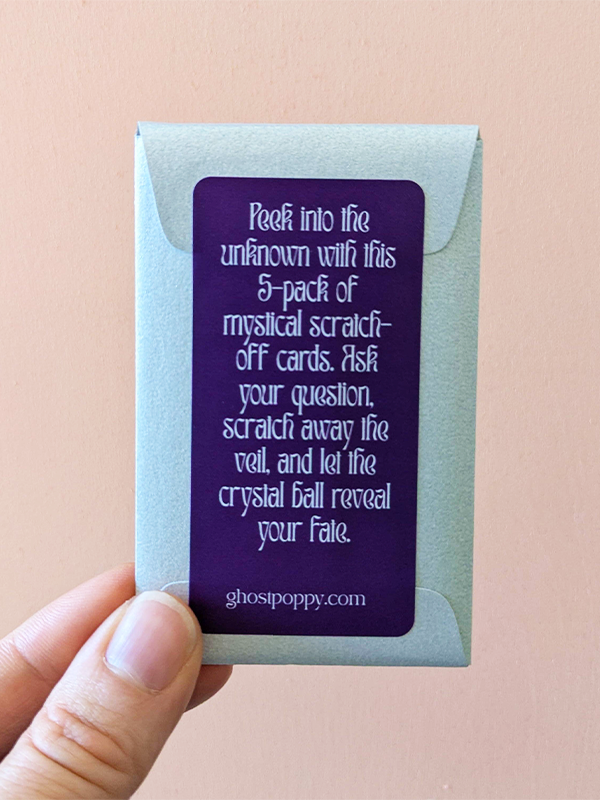 Peek into the
unknown with this
5-pack of
mystical scratch-
off cards. Ask
your question,
scratch away the
veil, and let the
crystal ball reveal
your fate.
ghostpoppy.com